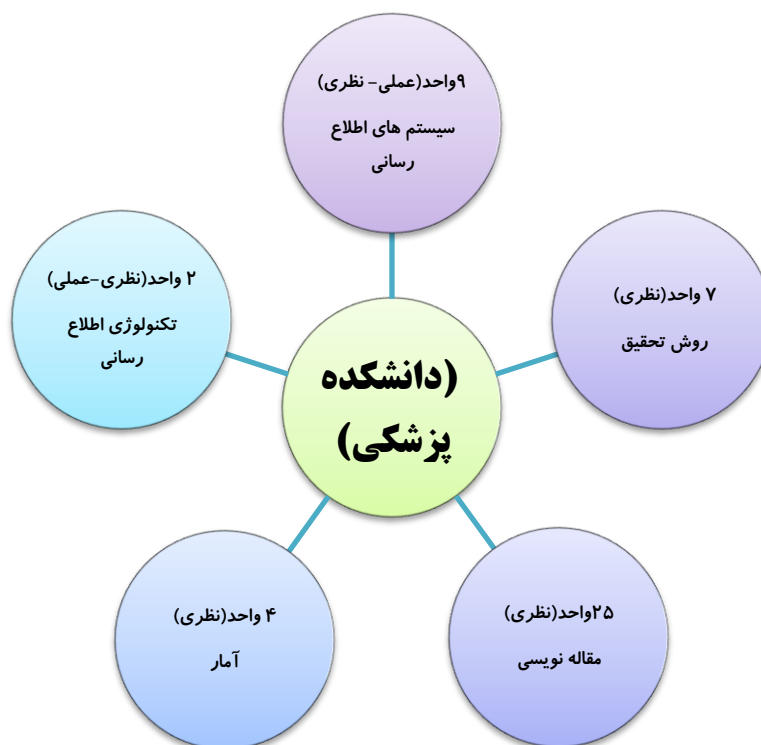 ۹واحد(عملی- نظری)
سیستم های اطلاع
رسانی
۲ واحد(نظری-عملی)
تکنولوژی اطلاع
رسانی
۷ واحد(نظری)
روش تحقیق
(دانشکده
پزشکی)
۴ واحد(نظری)
آمار
۲۵واحد(نظری)
مقاله نویسی